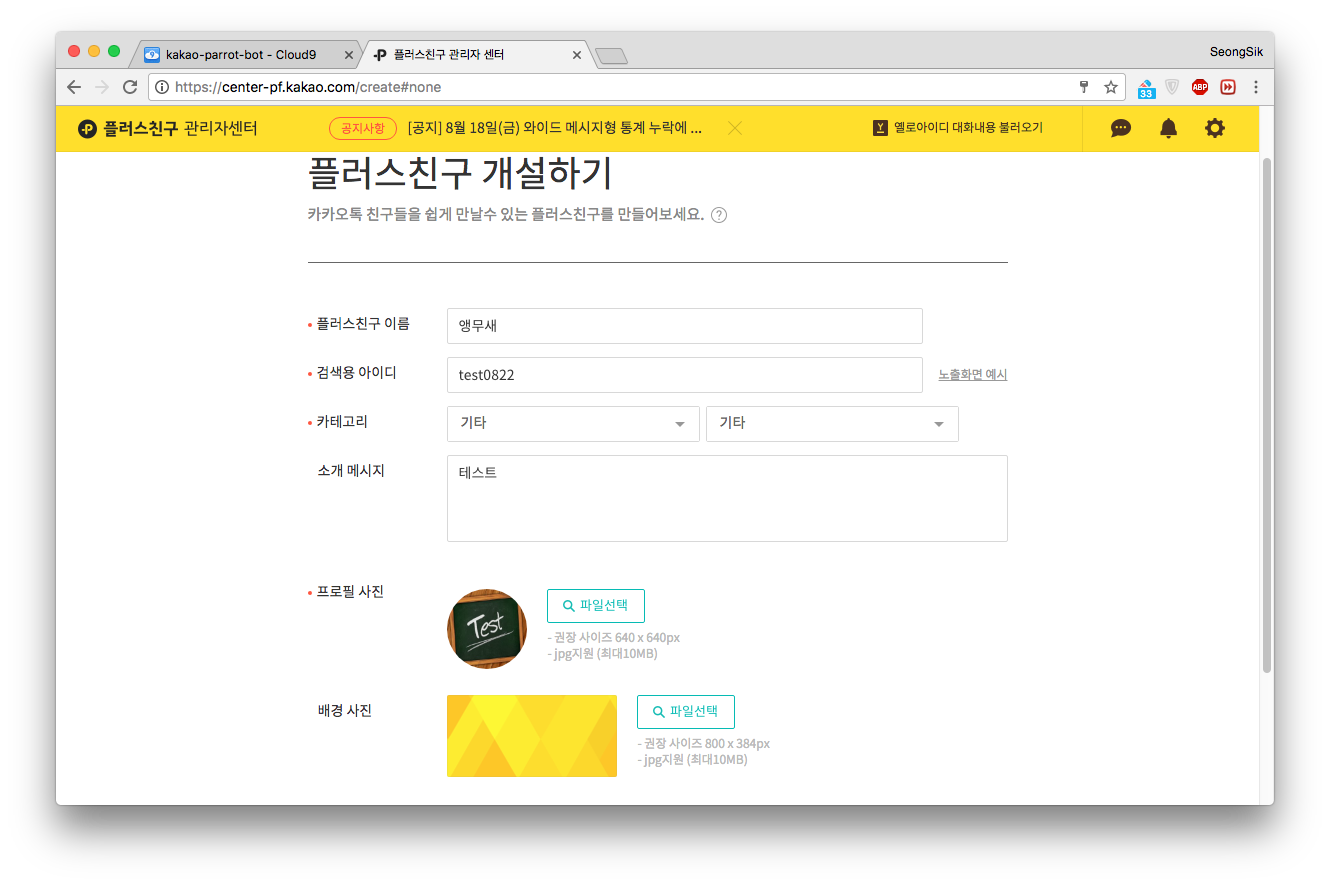 kakao-parrot-bot - Cloud9
플러스친구 관리자 센터
SeongSik
https://center-pf.kakao.com/create#none
33
ABP
플러스친구 관리자센터
공지사항
[공지] 8월 18일(금) 와이드 메시지형 통계 누락에 ...
옐로아이디 대화내용 불러오기
플러스친구 개설하기
카카오톡 친구들을 쉽게 만날수 있는 플러스친구를 만들어보세요. ?
• 플러스친구 이름
앵무새
• 검색용 아이디
test0822
노출화면 예시
• 카테고리
기타
기타
소개 메시지
테스트
• 프로필 사진
Test
파일선택
- 권장 사이즈 640 x 640px
- jpg지원 (최대10MB)
배경 사진
파일선택
- 권장 사이즈 800 x 384px
- jpg지원 (최대10MB)